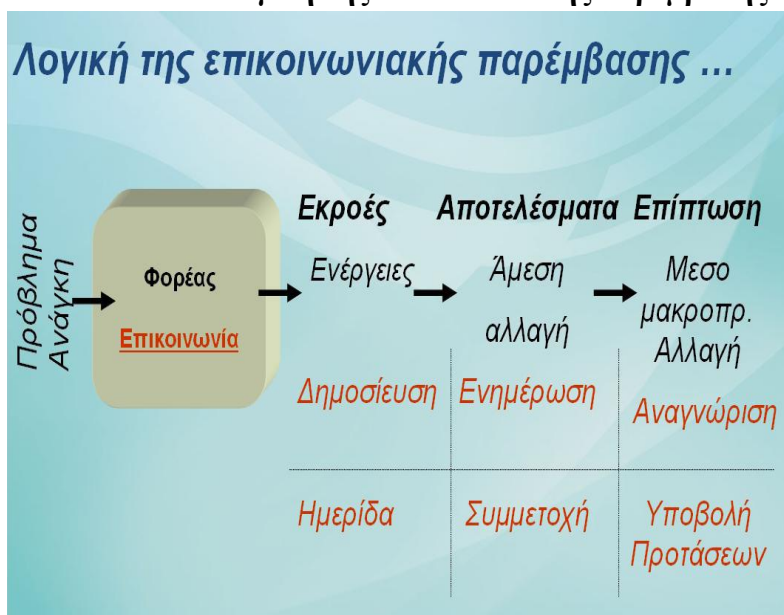 Λογική της επικοινωνιακής παρέμβασης ...
Πρόβλημα
Ανάγκη
Φορέας
Επικοινωνία
Εκροές Αποτελέσματα Επίπτωση
Ενέργειες Άμεση αλλαγή Μεσο μακροπρ. Αλλαγή
Δημοσίευση Ενημέρωση Αναγνώριση
Ημερίδα Συμμετοχή Υποβολή Προτάσεων